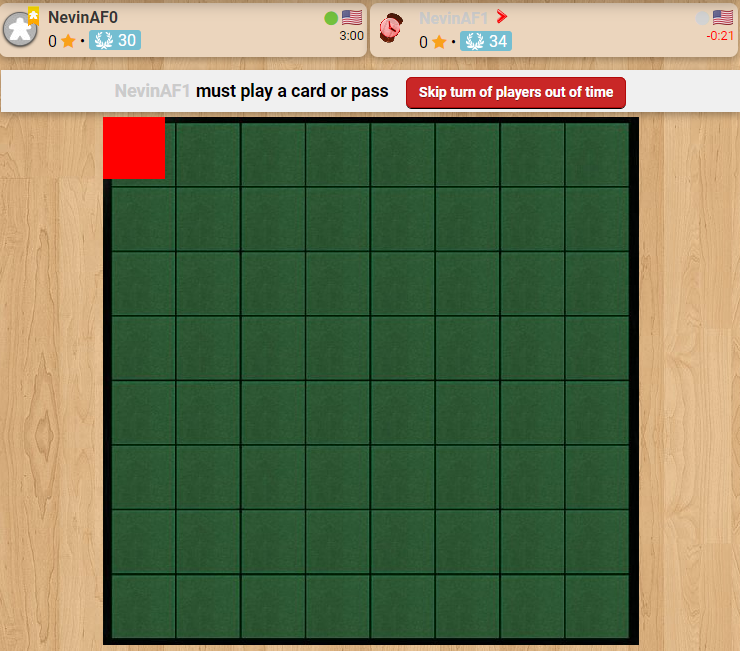 NevinAF0
0 • 30
3:00
NevinAF1
0 • 34
-0:21
NevinAF1 must play a card or pass
Skip turn of players out of time